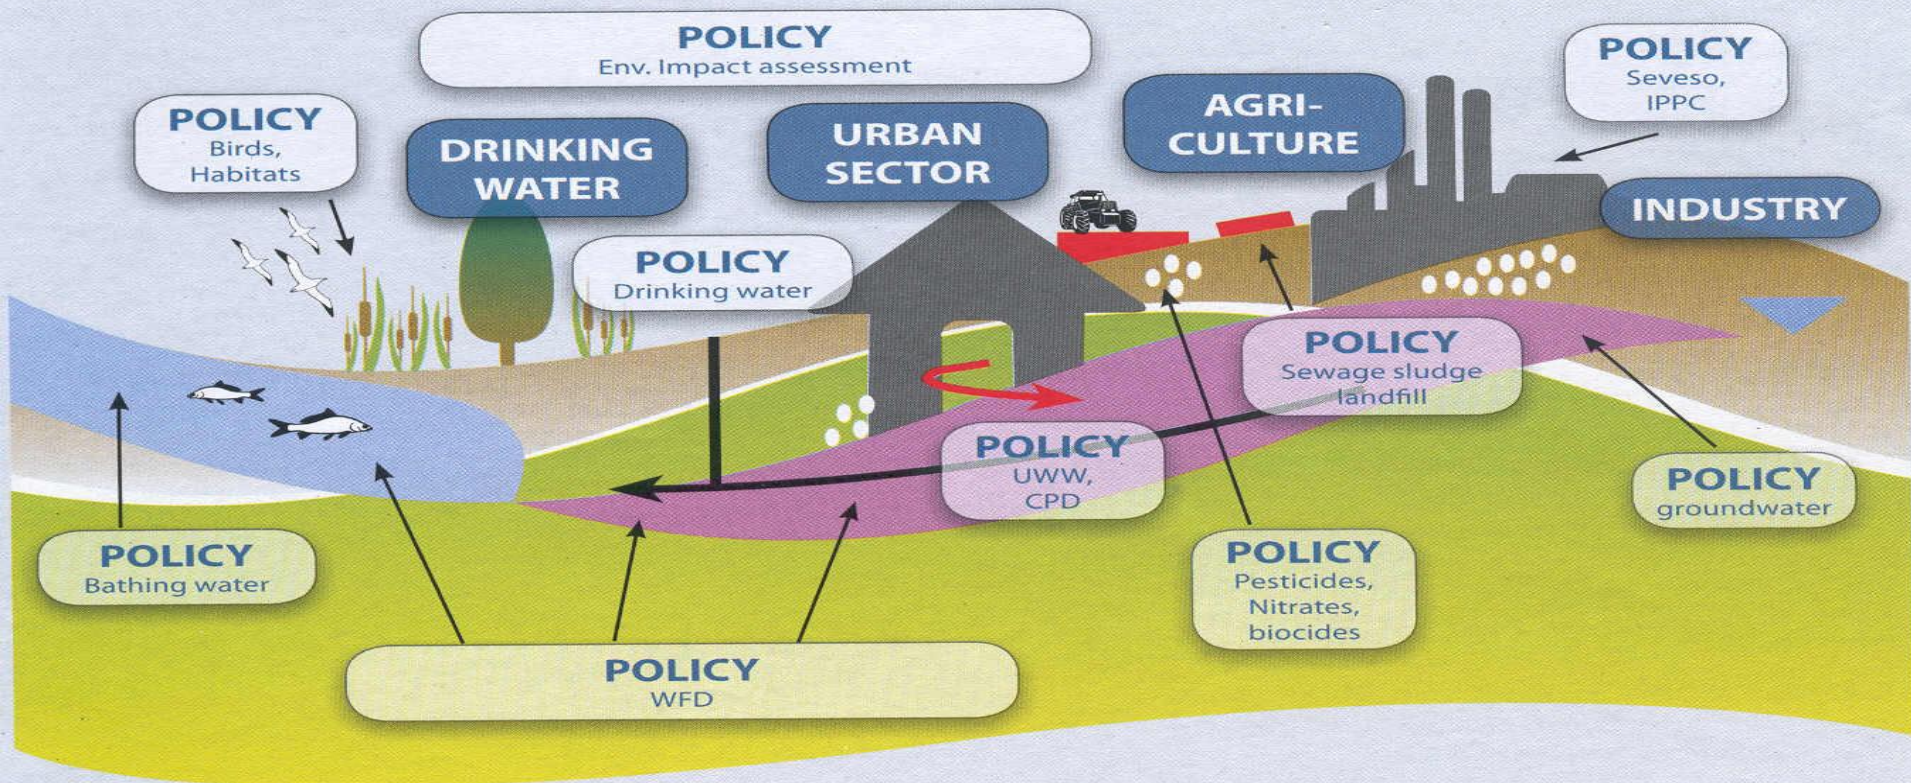 POLICY
Env. Impact assessment
POLICY
Seveso,
IPPC
POLICY
Birds,
Habitats
DRINKING
WATER
URBAN
SECTOR
AGRI-
CULTURE
INDUSTRY
POLICY
Drinking water
POLICY
Sewage sludge
landfill
POLICY
UWW,
CPD
POLICY
groundwater
POLICY
Bathing water
POLICY
Pesticides,
Nitrates,
biocides
POLICY
WFD